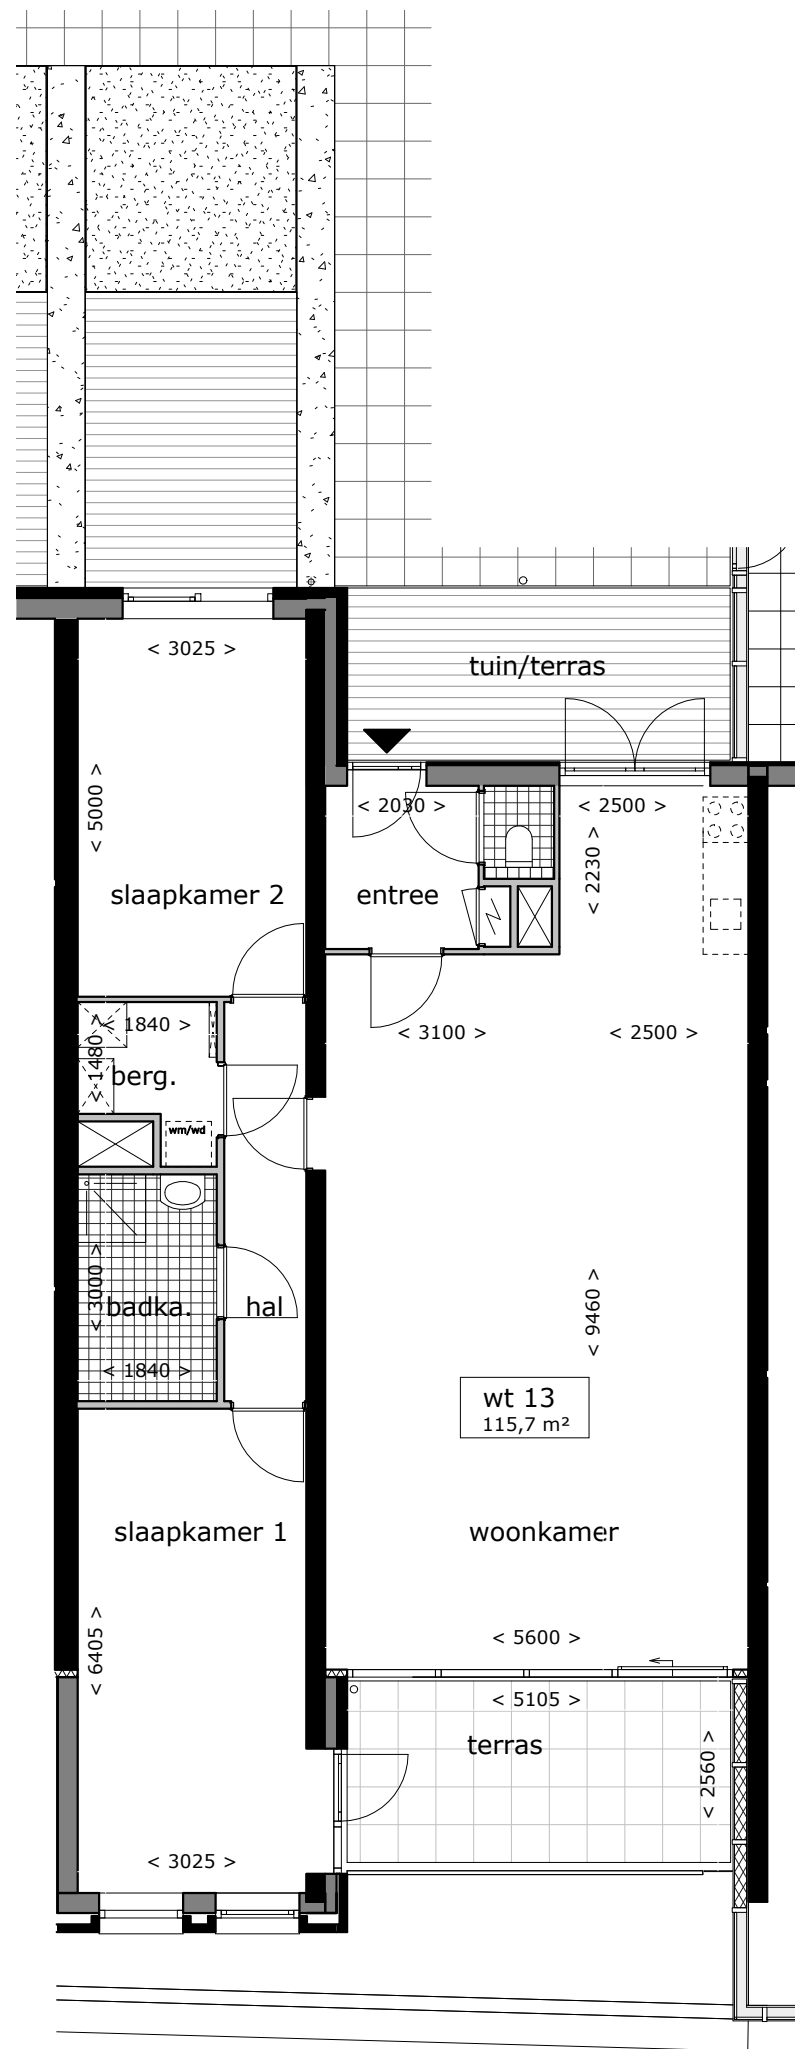 < 3025 >
tuin/terras
< 5000 >
< 2030 >
< 2500 >
< 2230 >
slaapkamer 2
entree
< 1840 >
< 3100 >
< 2500 >
< 1480 >
berg.
wm/wd
< 3000 >
badka.
hal
< 9460 >
< 1840 >
wt 13
115,7 m²
slaapkamer 1
woonkamer
< 6405 >
< 5600 >
< 5105 >
terras
< 2560 >
< 3025 >